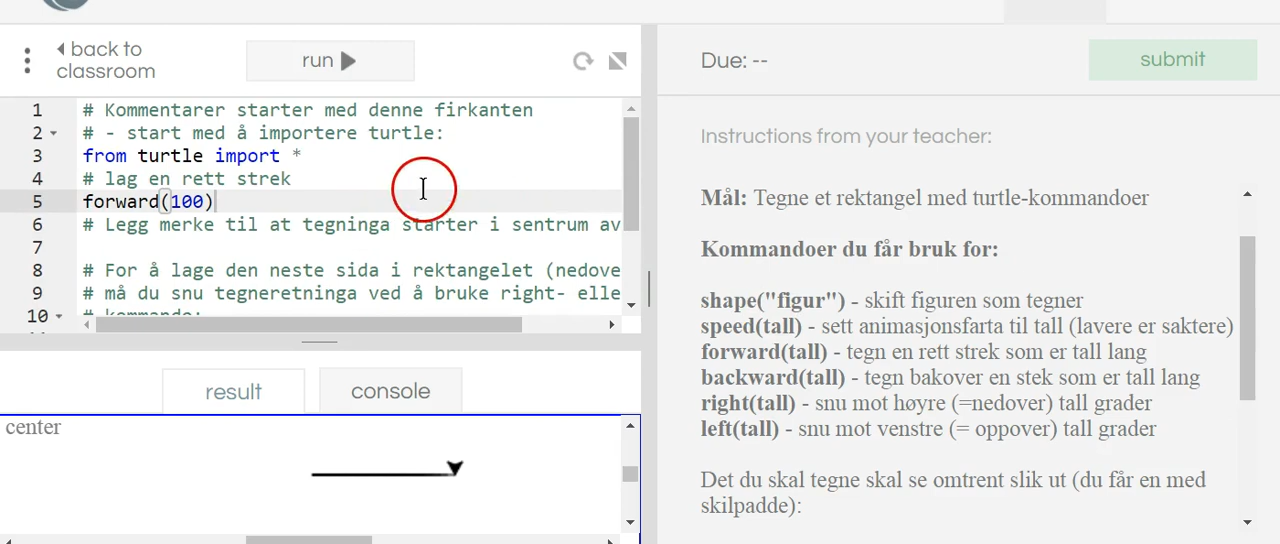 back to
classroom
run
Due: --
submit
1 # Kommentarer starter med denne firkanten
2 # - start med å importere turtle:
3 from turtle import *
4 # lag en rett strek
5 forward(100)
6 # Legg merke til at tegninga starter i sentrum av
7
8 # For å lage den neste sida i rektangelet (nedove
9 # må du snu tegneretninga ved å bruke right- elle
10 # kommando:
result
console
center
Instructions from your teacher:
Mål: Tegne et rektangel med turtle-kommandoer
Kommandoer du får bruk for:
shape("figur") - skift figuren som tegner
speed(tall) - sett animasjonsfarta til tall (lavere er saktere)
forward(tall) - tegn en rett strek som er tall lang
backward(tall) - tegn bakover en stek som er tall lang
right(tall) - snu mot høyre (=nedover) tall grader
left(tall) - snu mot venstre (= oppover) tall grader
Det du skal tegne skal se omtrent slik ut (du får en med
skilpadde):